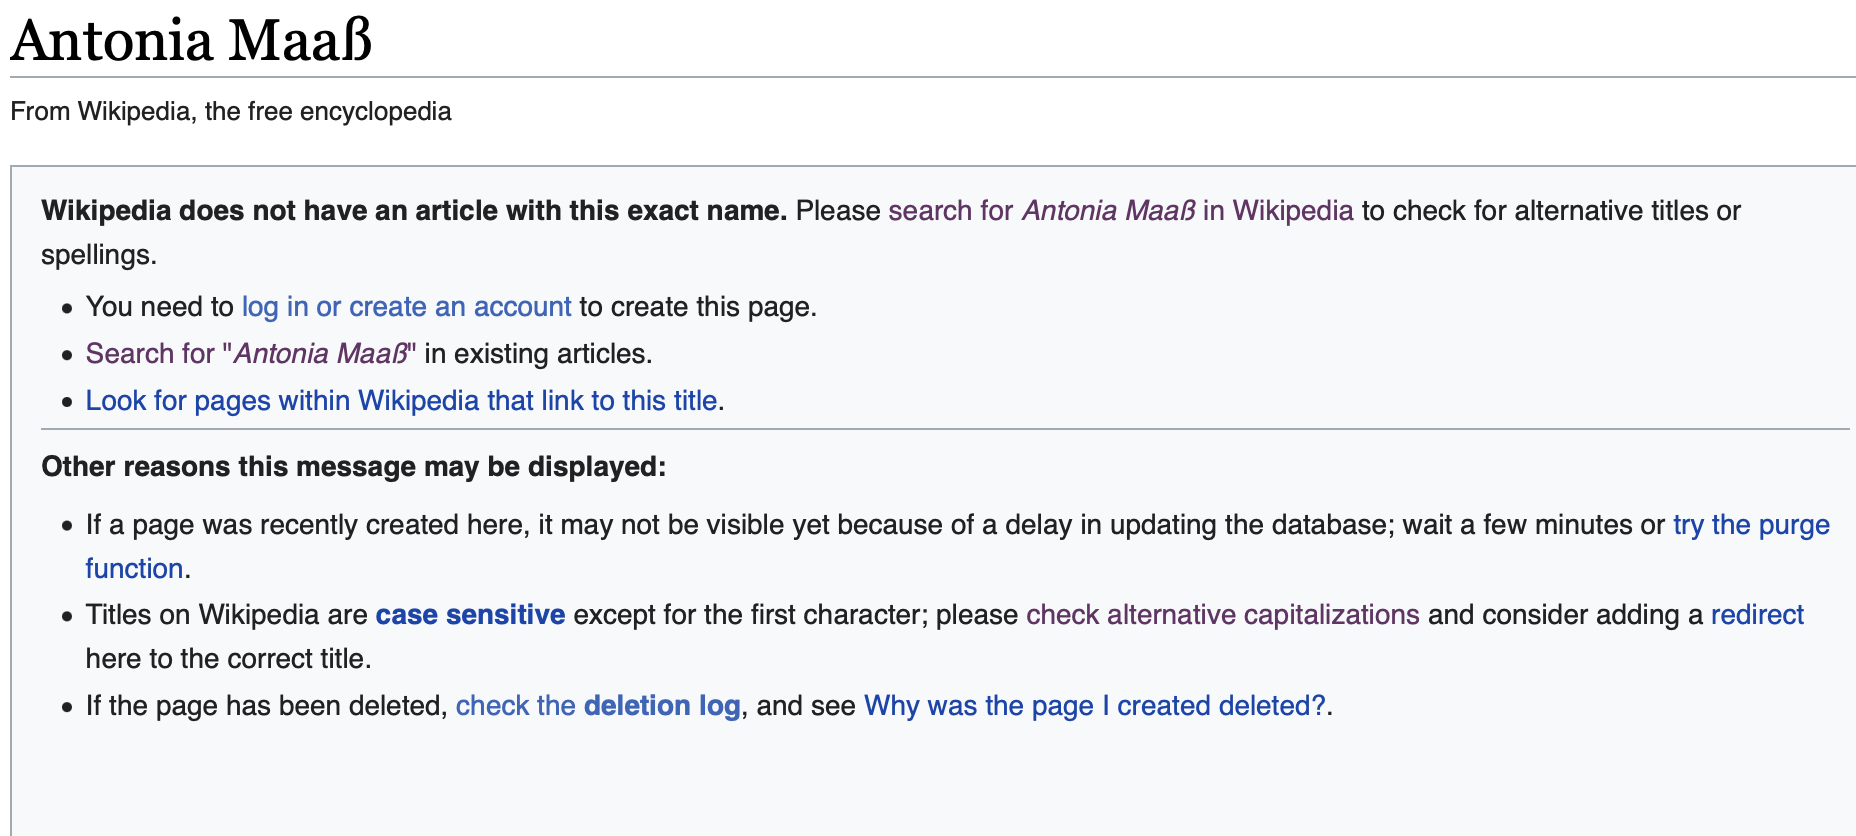 Antonia Maaß
From Wikipedia, the free encyclopedia
Wikipedia does not have an article with this exact name. Please search for Antonia Maaß in Wikipedia to check for alternative titles or
spellings.
• You need to log in or create an account to create this page.
• Search for "Antonia Maaß" in existing articles.
• Look for pages within Wikipedia that link to this title.
Other reasons this message may be displayed:
• If a page was recently created here, it may not be visible yet because of a delay in updating the database; wait a few minutes or try the purge
function.
• Titles on Wikipedia are case sensitive except for the first character; please check alternative capitalizations and consider adding a redirect
here to the correct title.
• If the page has been deleted, check the deletion log, and see Why was the page I created deleted?.